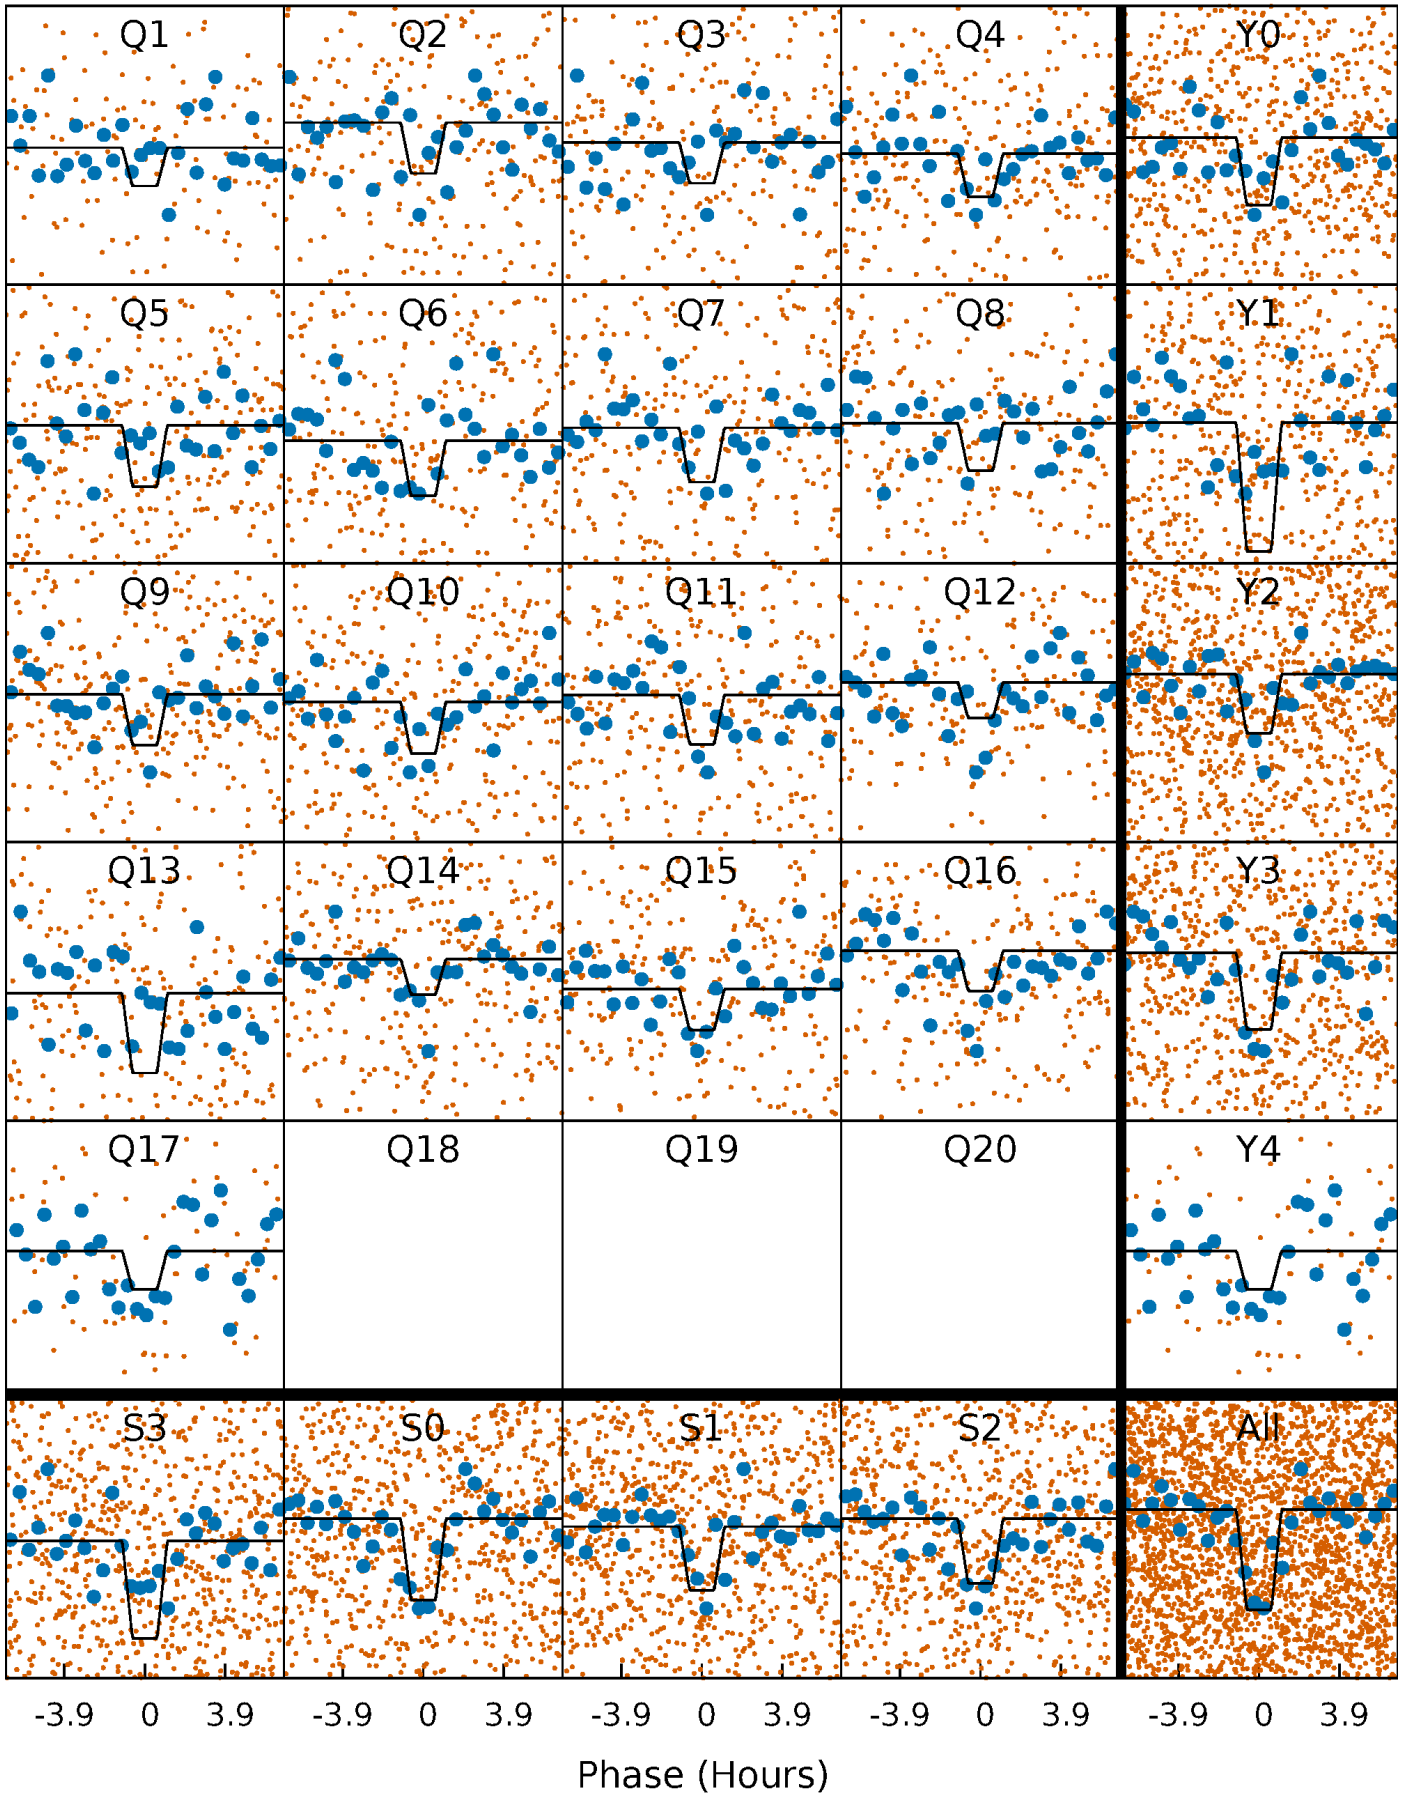 Q1 Q2 Q3 Q4 Y0
Q5 Q6 Q7 Q8 Y1
Q9 Q10 Q11 Q12 Y2
Q13 Q14 Q15 Q16 Y3
Q17 Q18 Q19 Q20 Y4
S3 S0 S1 S2 All
-3.9 0 3.9 -3.9 0 3.9 -3.9 0 3.9 -3.9 0 3.9 -3.9 0 3.9
Phase (Hours)